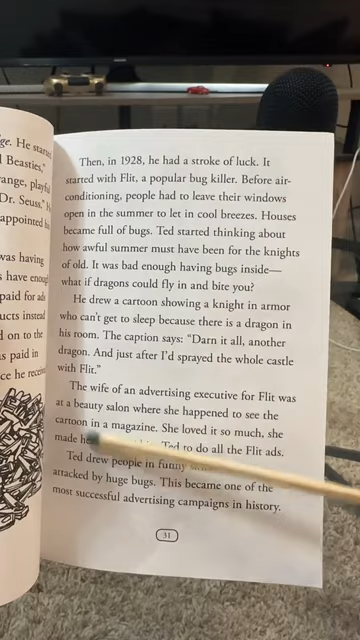 ge. He starte
l Beasties,"
range, playf
Dr. Seuss."
appointed
was having
s have enoug
paid for ads
ucts instead
d on to the
as paid in
ce he receive
Then, in 1928, he had a stroke of luck. It
started with Flit, a popular bug killer. Before air-
conditioning, people had to leave their windows
open in the summer to let in cool breezes. Houses
became full of bugs. Ted started thinking about
how awful summer must have been for the knights
of old. It was bad enough having bugs inside—
what if dragons could fly in and bite you?
He drew a cartoon showing a knight in armor
who can't get to sleep because there is a dragon in
his room. The caption says: "Darn it all, another
dragon. And just after I'd sprayed the whole castle
with Flit."
The wife of an advertising executive for Flit was
at a beauty salon where she happened to see the
cartoon in a magazine. She loved it so much, she
made Ted to do all the Flit ads.
Ted drew people in funny
attacked by huge bugs. This became one of the
most successful advertising campaigns in history.
31